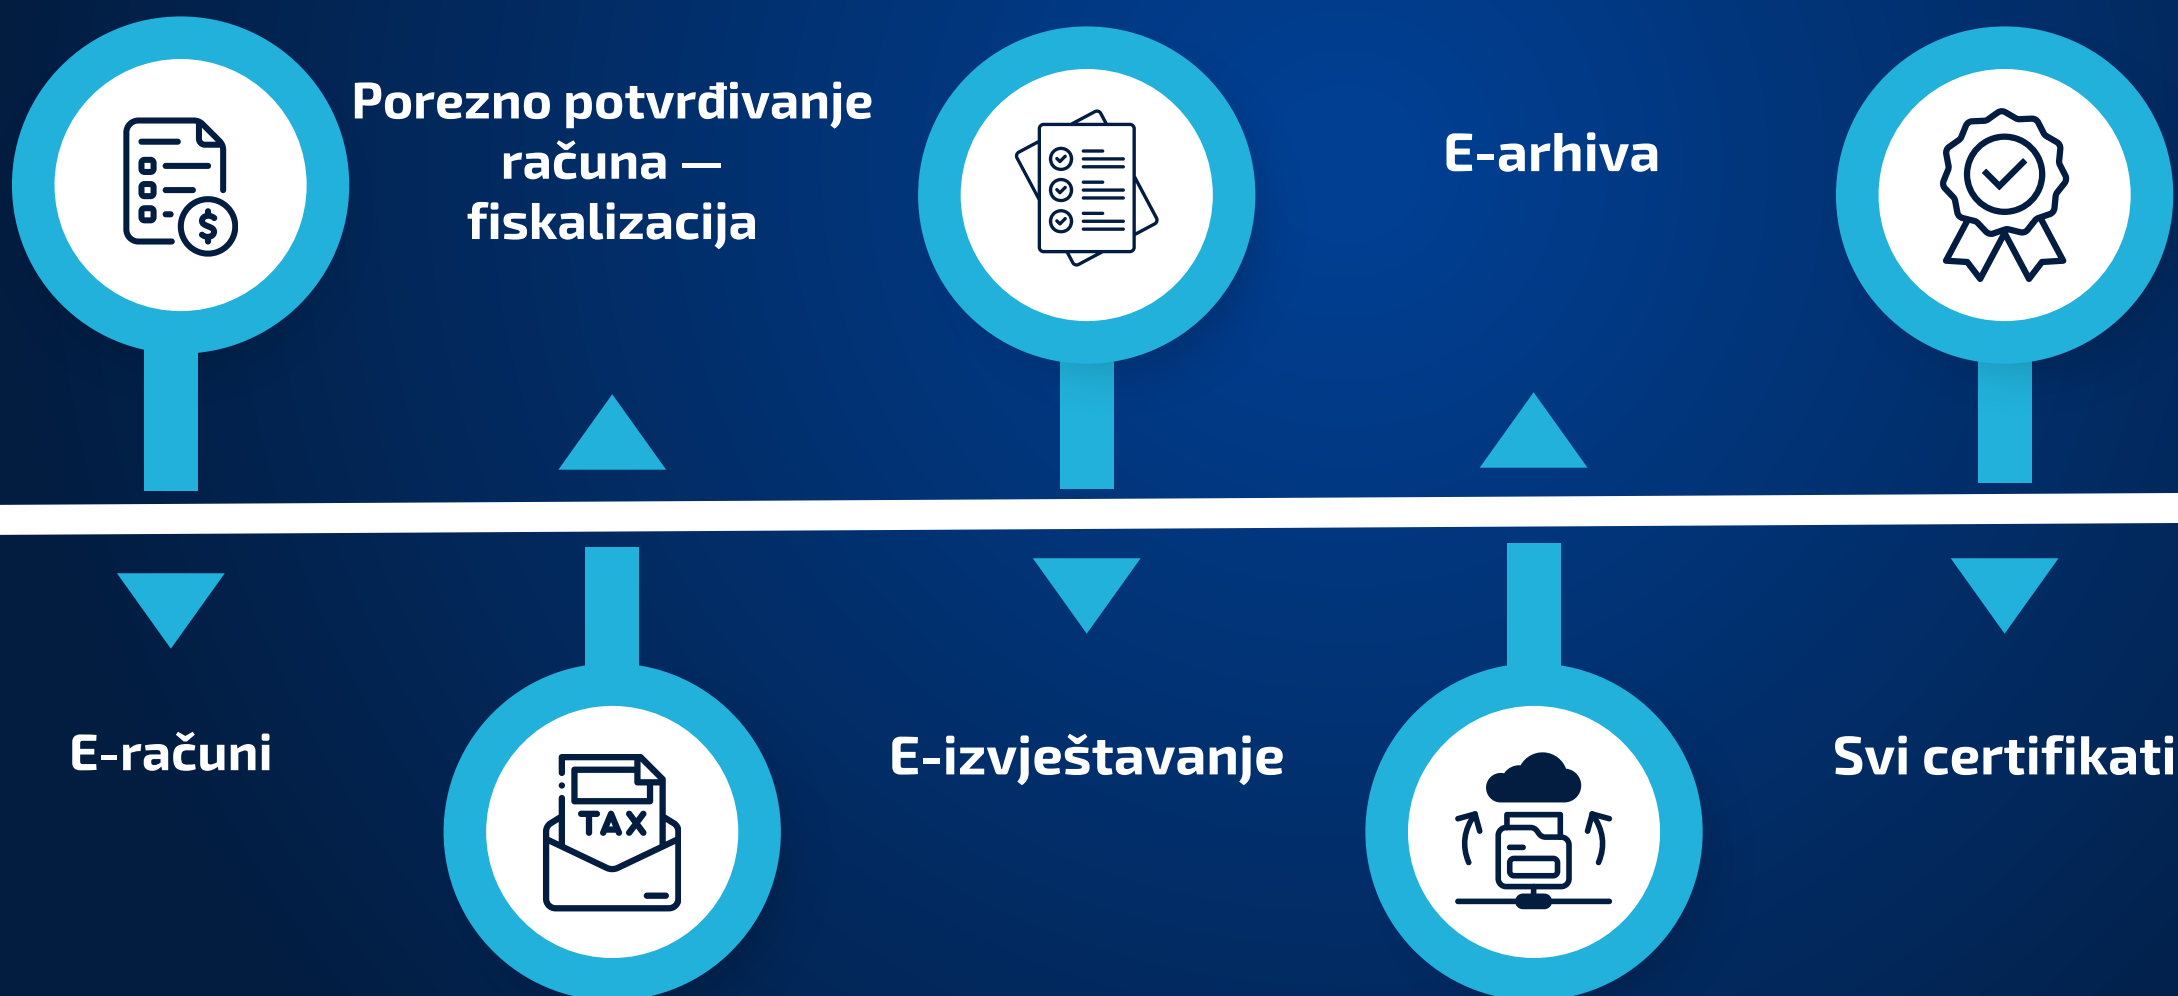 Porezno potvrđivanje
računa —
fiskalizacija
E-arhiva
E-računi
TAX
E-izvještavanje
Svi certifikati